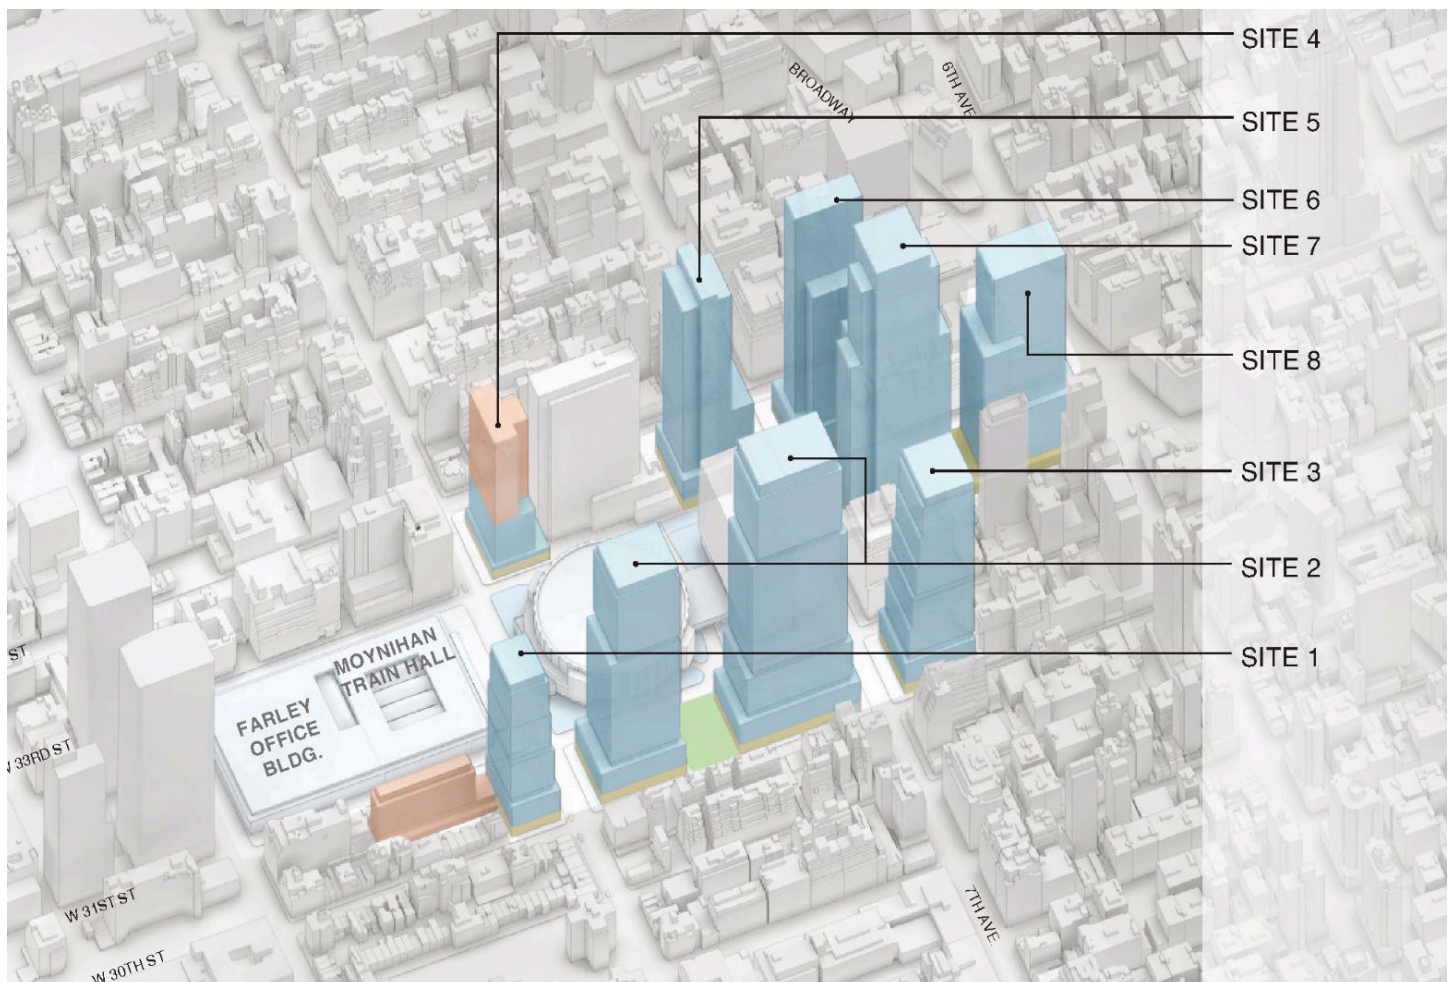 SITE 4
BROADWAY
6TH AVE.
SITE 5
SITE 6
SITE 7
SITE 8
SITE 3
SITE 2
SITE 1
MOYNIHAN
TRAIN HALL
FARLEY
OFFICE
BLDG.
ST
W 33RD ST
W 31ST ST
W 30TH ST
7TH AVE.